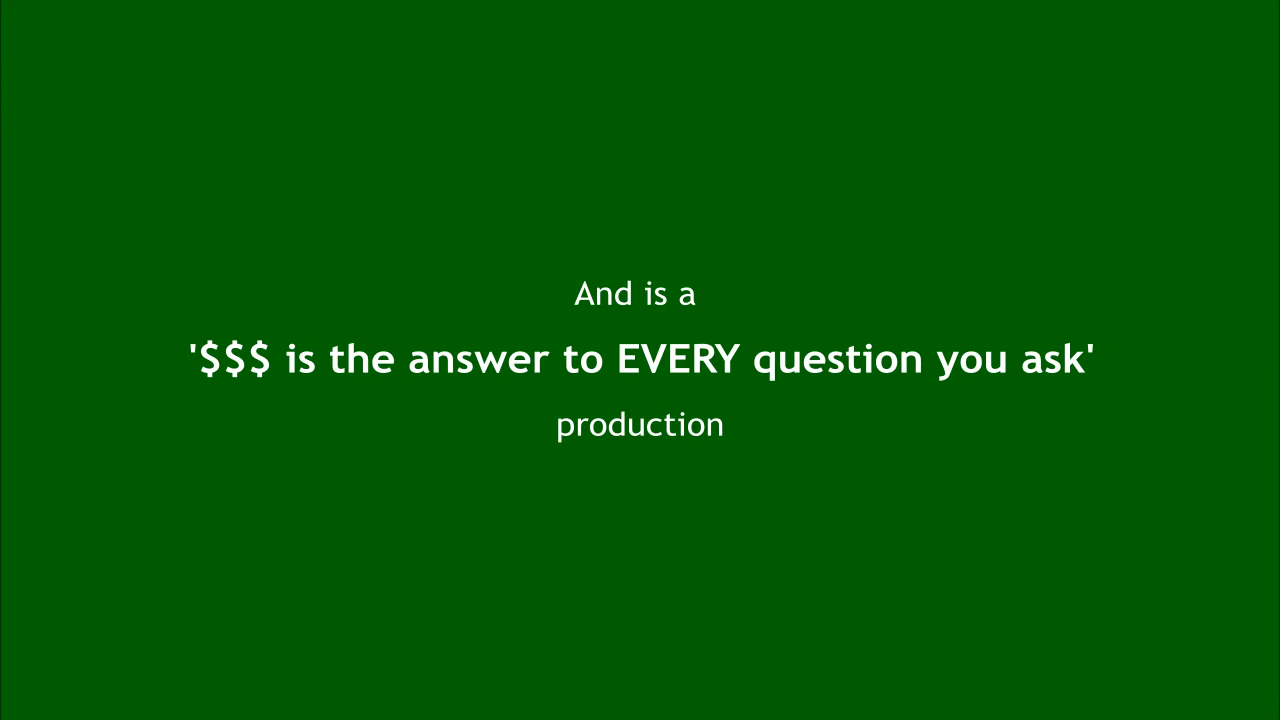 And is a
'$$$ is the answer to EVERY question you ask'
production